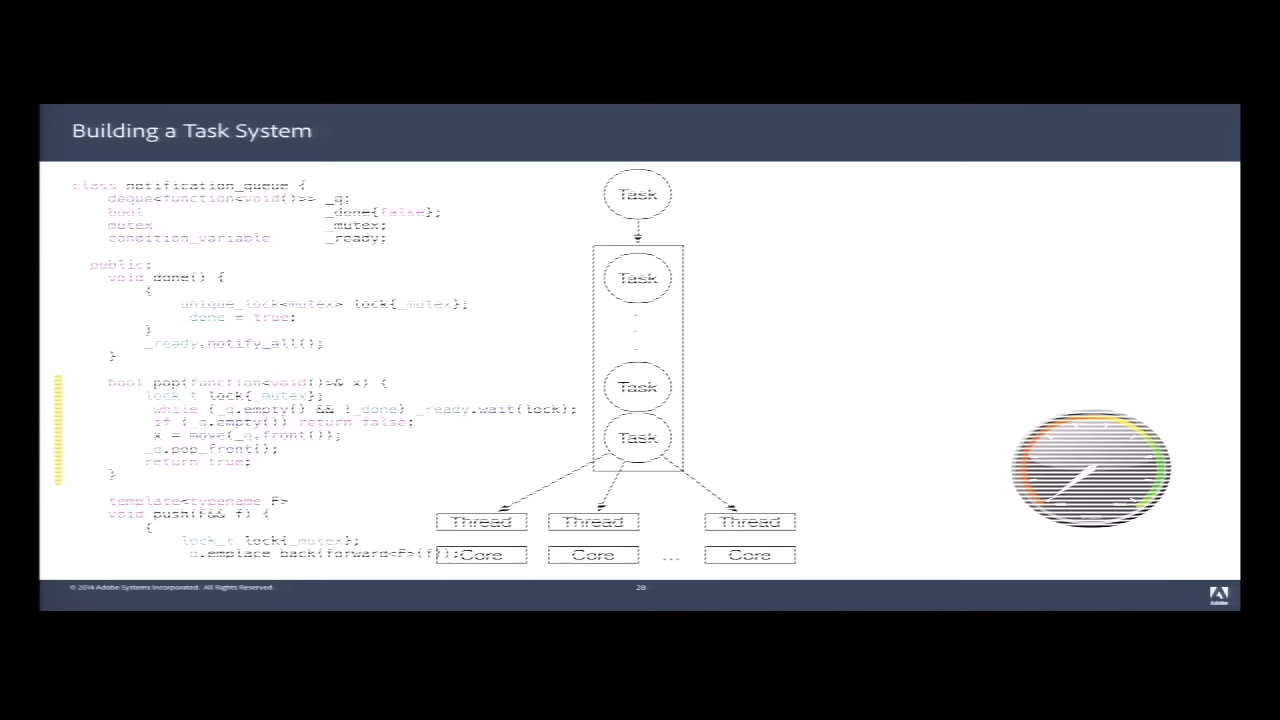 Building a Task System
class notification_queue {
deque<function<void()>> _q;
bool _done{false};
mutex _mutex;
condition_variable _ready;
public:
void done() {
{
unique_lock<mutex> lock{_mutex};
_done = true;
}
_ready.notify_all();
}
bool pop(function<void()>& x) {
lock_t lock{_mutex};
while (_q.empty() && !_done) _ready.wait(lock);
if (_q.empty()) return false;
x = move(_q.front());
_q.pop_front();
return true;
}
template<typename F>
void push(F&& f) {
{
lock_t lock{_mutex};
_q.emplace_back(forward<F>(f));
Task
Task
.
.
.
Task
Task
Thread Thread Thread
Core Core ... Core
© 2014 Adobe Systems Incorporated. All Rights Reserved.
28
Adobe